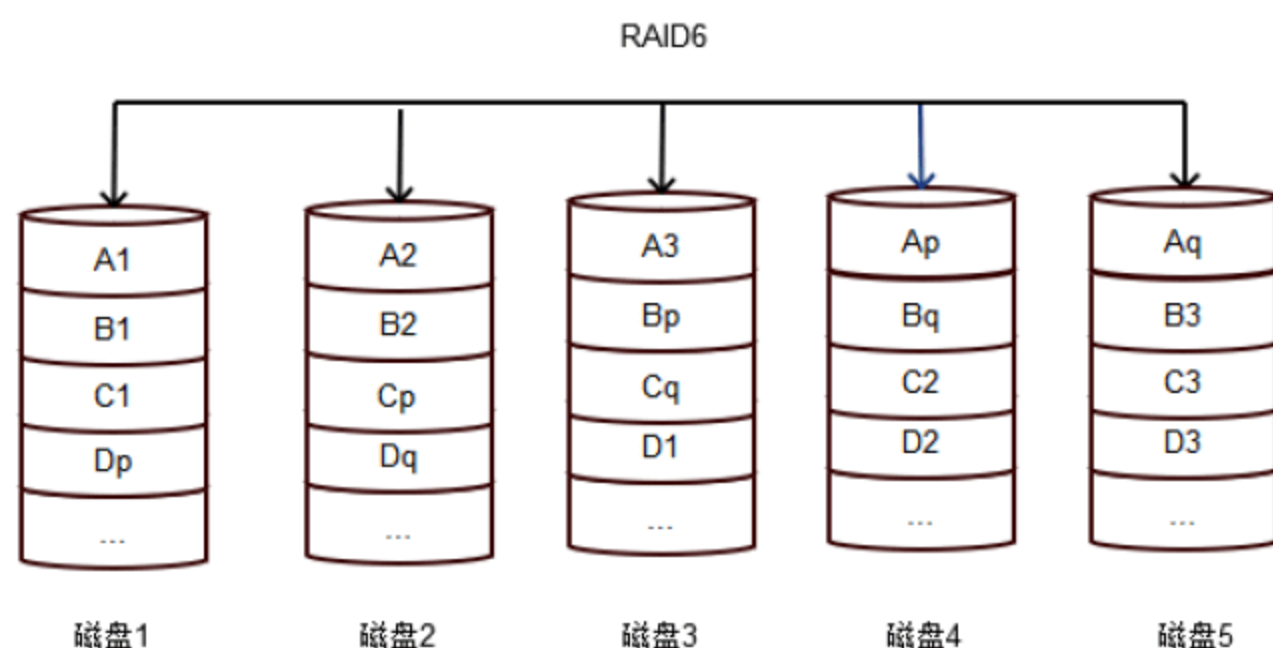 RAID6
A1 A2 A3 Ap Aq
B1 B2 Bp Bq B3
C1 Cp Cq C2 C3
Dp Dq D1 D2 D3
... ... ... ... ...
磁盘1 磁盘2 磁盘3 磁盘4 磁盘5